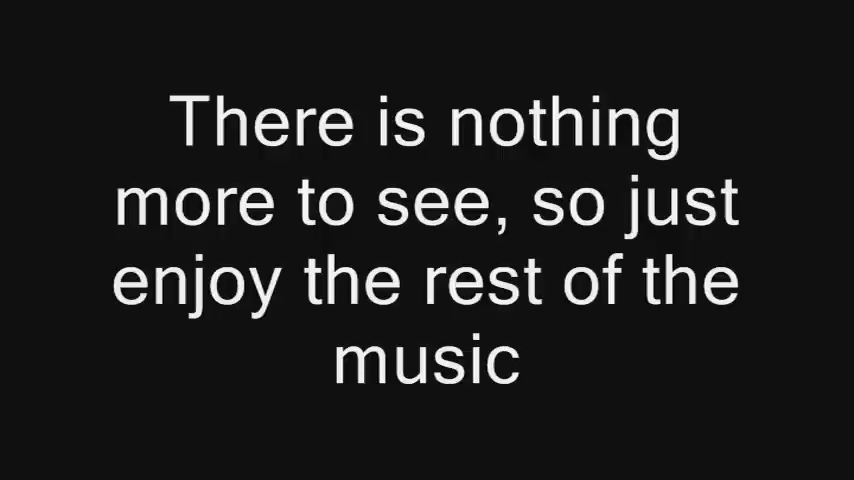 There is nothing
more to see, so just
enjoy the rest of the
music